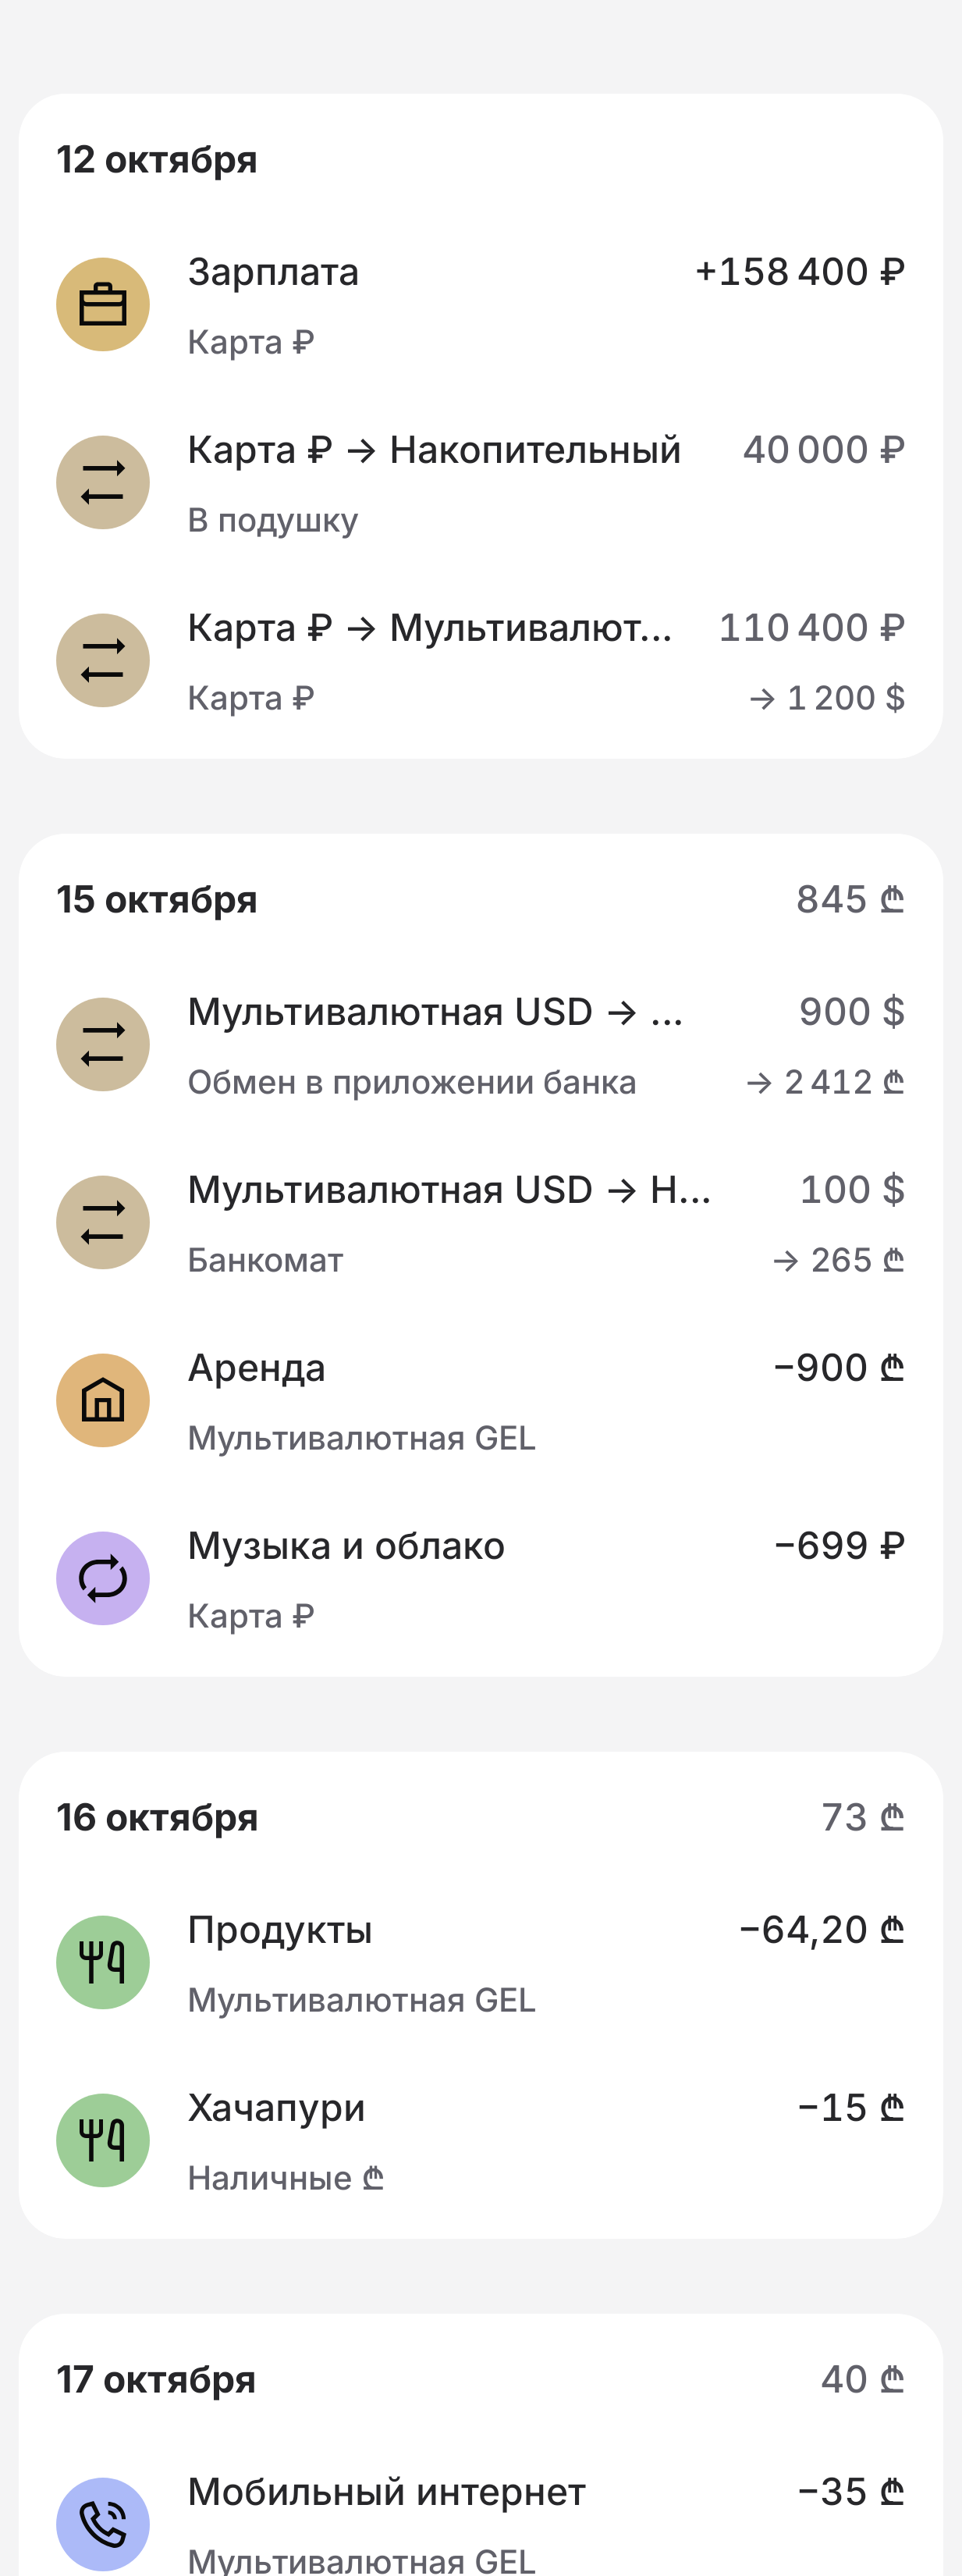 12 октября
Зарплата +158 400 ₽
Карта ₽
Карта ₽ → Накопительный 40 000 ₽
В подушку
Карта ₽ → Мультивалют... 110 400 ₽
Карта ₽ → 1 200 $
15 октября 845 ₾
Мультивалютная USD → ... 900 $
Обмен в приложении банка → 2 412 ₾
Мультивалютная USD → Н... 100 $
Банкомат → 265 ₾
Аренда −900 ₾
Мультивалютная GEL
Музыка и облако −699 ₽
Карта ₽
16 октября 73 ₾
Продукты −64,20 ₾
Мультивалютная GEL
Хачапури −15 ₾
Наличные ₾
17 октября 40 ₾
Мобильный интернет −35 ₾
Мультивалютная GEL